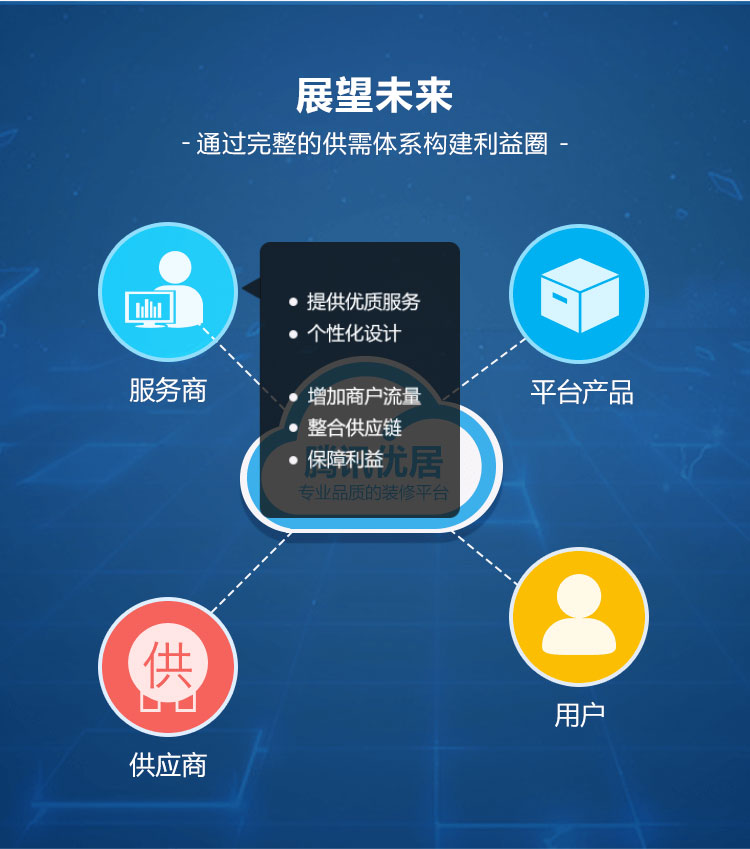 展望未来
- 通过完整的供需体系构建利益圈 -
服务商
平台产品
提供优质服务
个性化设计
增加商户流量
整合供应链
保障利益
腾讯优居
专业品质的装修平台
供
供应商
用户